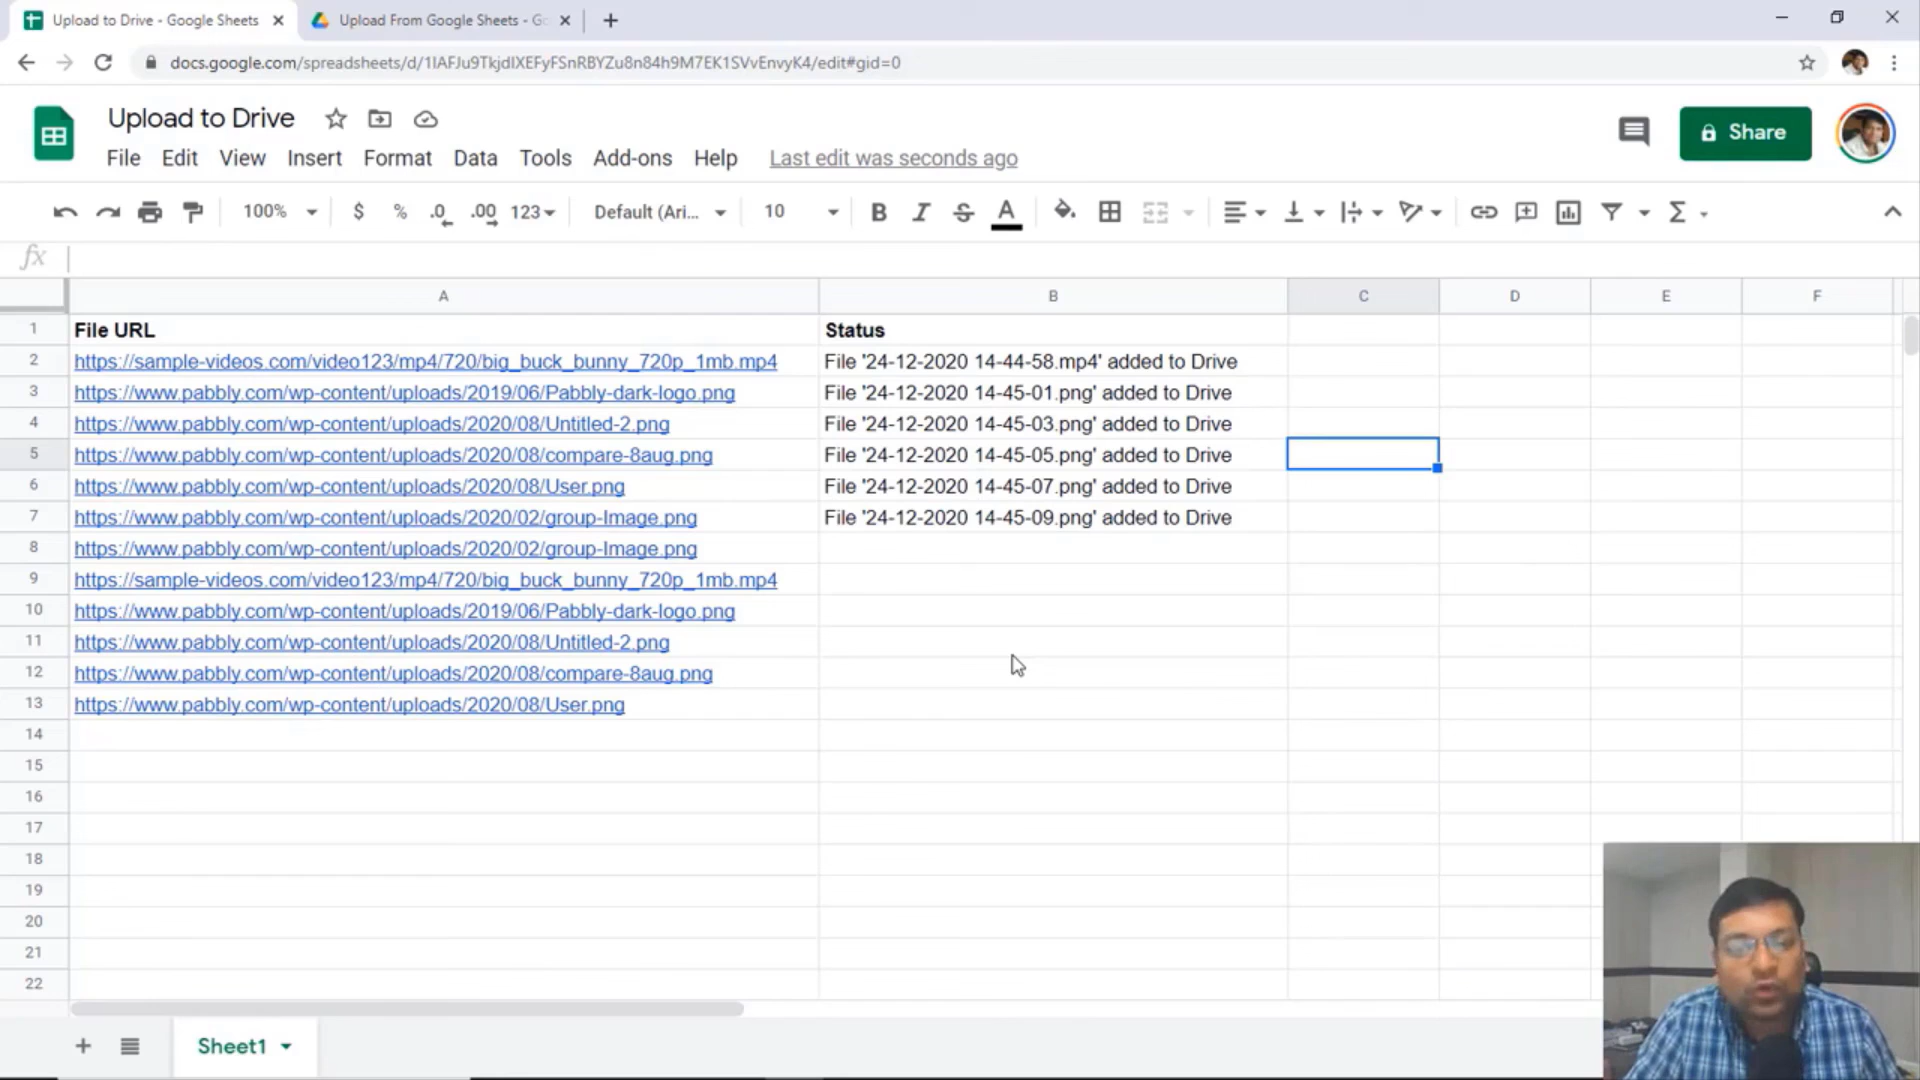 Upload to Drive - Google Sheets
Upload From Google Sheets - Go
docs.google.com/spreadsheets/d/1IAFJu9TkjdIXEFyFSnRBYZu8n84h9M7EK1SVvEnvyK4/edit#gid=0
Upload to Drive
Share
File Edit View Insert Format Data Tools Add-ons Help Last edit was seconds ago
100% $ % .0 .00 123 Default (Ari... 10 B I S A Σ
fx
A B C D E F
1 File URL Status
2 https://sample-videos.com/video123/mp4/720/big_buck_bunny_720p_1mb.mp4 File '24-12-2020 14-44-58.mp4' added to Drive
3 https://www.pabbly.com/wp-content/uploads/2019/06/Pabbly-dark-logo.png File '24-12-2020 14-45-01.png' added to Drive
4 https://www.pabbly.com/wp-content/uploads/2020/08/Untitled-2.png File '24-12-2020 14-45-03.png' added to Drive
5 https://www.pabbly.com/wp-content/uploads/2020/08/compare-8aug.png File '24-12-2020 14-45-05.png' added to Drive
6 https://www.pabbly.com/wp-content/uploads/2020/08/User.png File '24-12-2020 14-45-07.png' added to Drive
7 https://www.pabbly.com/wp-content/uploads/2020/02/group-Image.png File '24-12-2020 14-45-09.png' added to Drive
8 https://www.pabbly.com/wp-content/uploads/2020/02/group-Image.png
9 https://sample-videos.com/video123/mp4/720/big_buck_bunny_720p_1mb.mp4
10 https://www.pabbly.com/wp-content/uploads/2019/06/Pabbly-dark-logo.png
11 https://www.pabbly.com/wp-content/uploads/2020/08/Untitled-2.png
12 https://www.pabbly.com/wp-content/uploads/2020/08/compare-8aug.png
13 https://www.pabbly.com/wp-content/uploads/2020/08/User.png
14
15
16
17
18
19
20
21
22
Sheet1